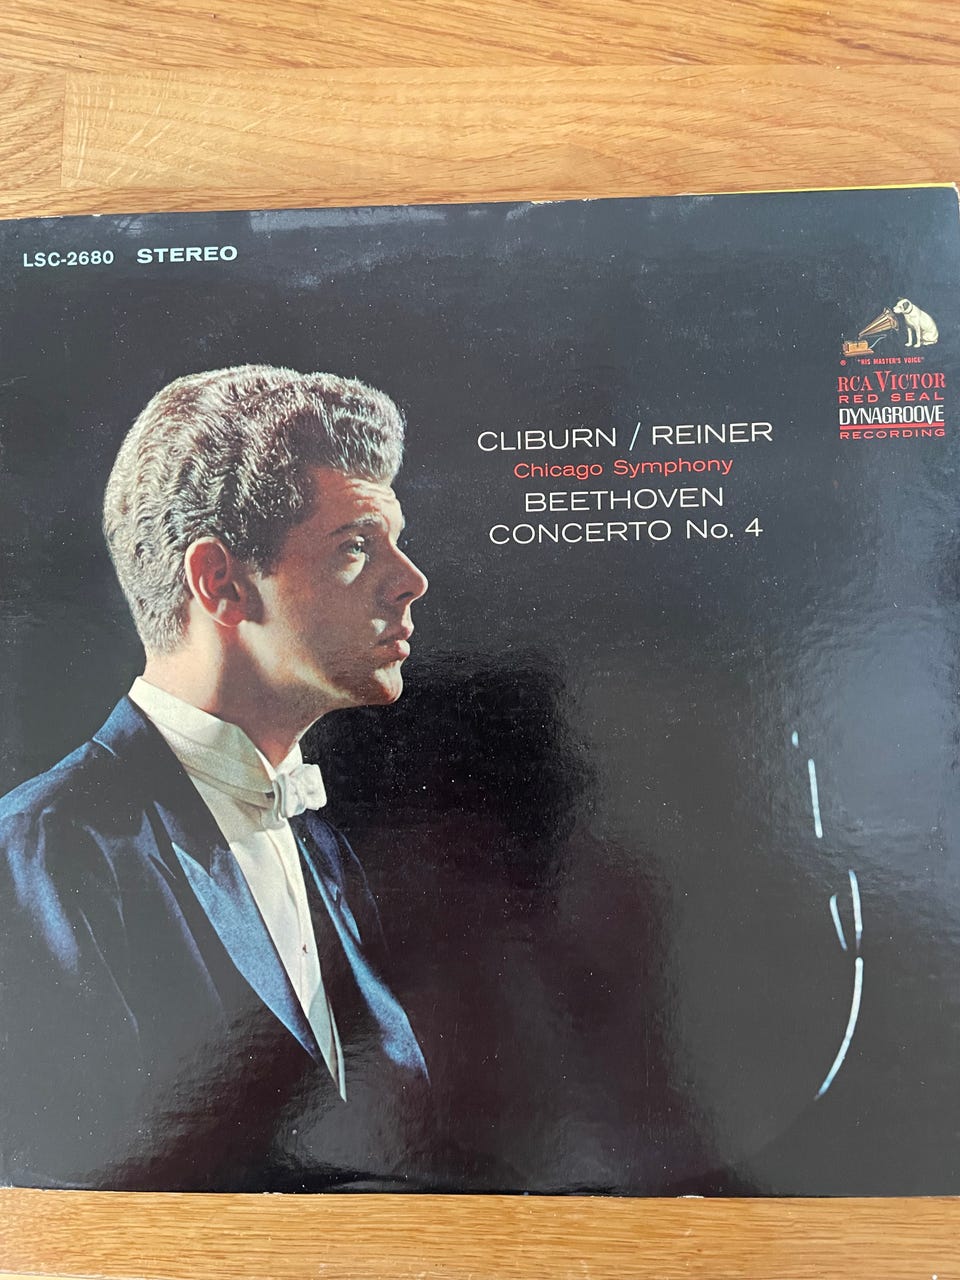 LSC-2680 STEREO
® "HIS MASTER'S VOICE"
RCA VICTOR
RED SEAL
DYNAGROOVE
RECORDING
CLIBURN / REINER
Chicago Symphony
BEETHOVEN
CONCERTO No. 4